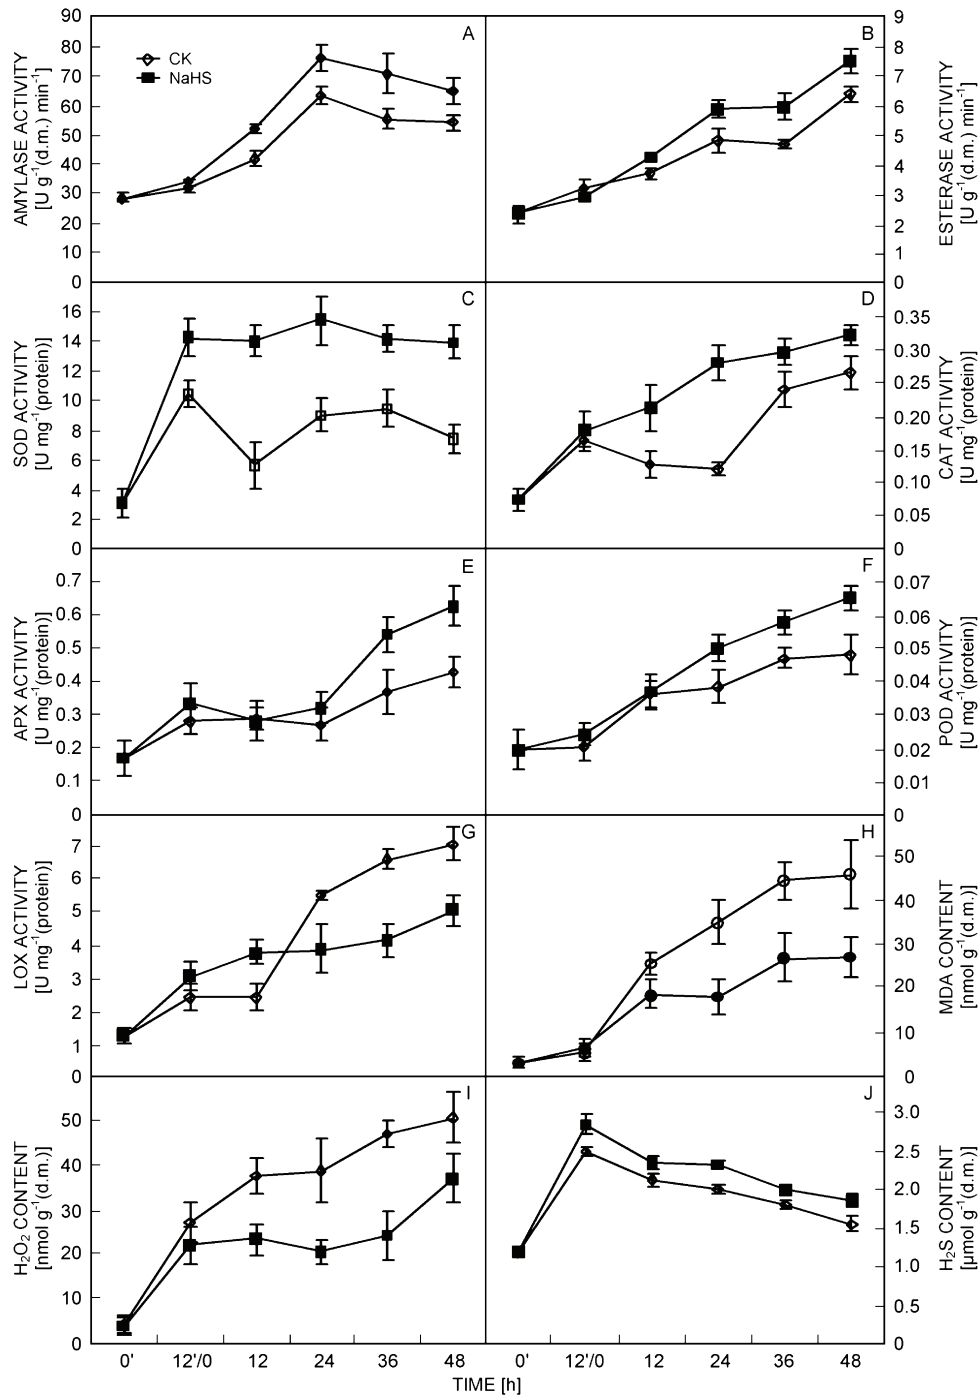 A
CK
NaHS
AMYLASE ACTIVITY
[U g⁻¹(d.m.) min⁻¹]
90
80
70
60
50
40
30
20
10
0
B
9
8
7
6
5
4
3
2
1
0
ESTERASE ACTIVITY
[U g⁻¹(d.m.) min⁻¹]
C
SOD ACTIVITY
[U mg⁻¹(protein)]
16
14
12
10
8
6
4
2
0
D
0.35
0.30
0.25
0.20
0.15
0.10
0.05
0
CAT ACTIVITY
[U mg⁻¹(protein)]
E
APX ACTIVITY
[U mg⁻¹(protein)]
0.7
0.6
0.5
0.4
0.3
0.2
0.1
0
F
0.07
0.06
0.05
0.04
0.03
0.02
0.01
0
POD ACTIVITY
[U mg⁻¹(protein)]
G
LOX ACTIVITY
[U mg⁻¹(protein)]
7
6
5
4
3
2
1
0
H
50
40
30
20
10
0
MDA CONTENT
[nmol g⁻¹(d.m.)]
I
H₂O₂ CONTENT
[nmol g⁻¹(d.m.)]
50
40
30
20
10
0
J
3.0
2.5
2.0
1.5
1.0
0.5
0
H₂S CONTENT
[µmol g⁻¹(d.m.)]
0' 12'/0 12 24 36 48 0' 12'/0 12 24 36 48
TIME [h]